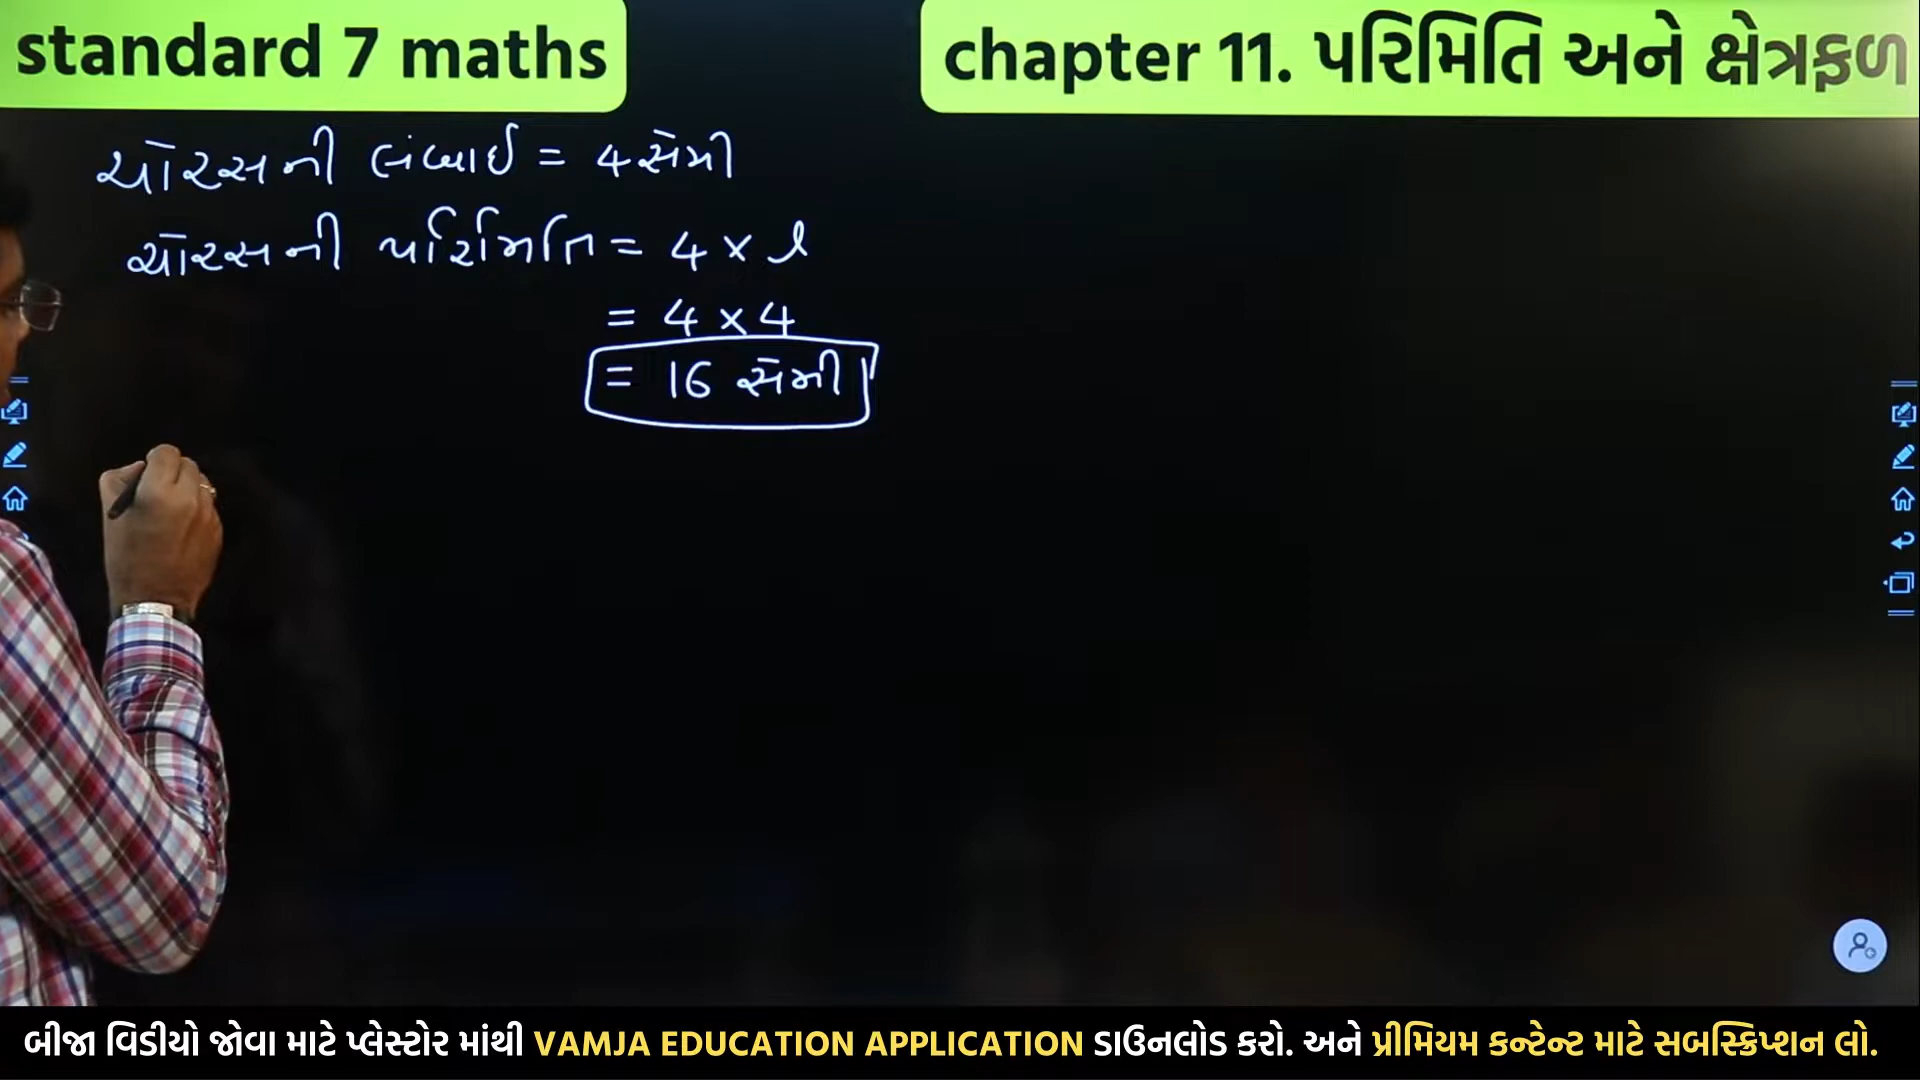 standard 7 maths
chapter 11. પરિમિતિ અને ક્ષેત્રફળ
ચોરસની લંબાઈ = 4 સેમી
ચોરસની પરિમિતિ = 4 × l
= 4 × 4
= 16 સેમી
બીજા વિડીયો જોવા માટે પ્લેસ્ટોર માંથી VAMJA EDUCATION APPLICATION ડાઉનલોડ કરો. અને પ્રીમિયમ કન્ટેન્ટ માટે સબસ્ક્રિપ્શન લો.